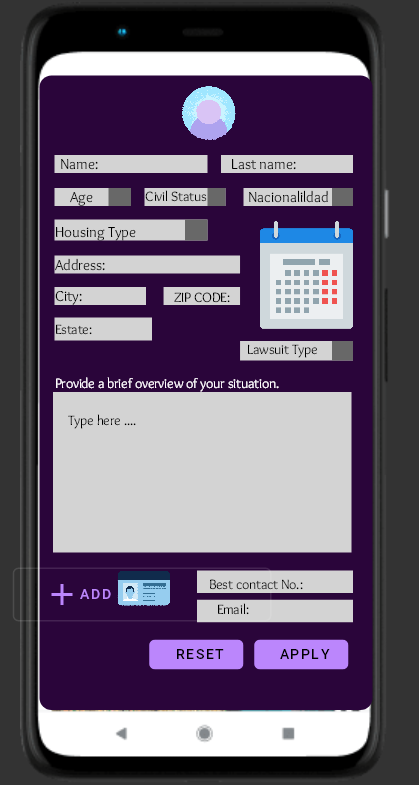 Name: Last name:
Age Civil Status Nacionalildad
Housing Type
Address:
City: ZIP CODE:
Estate:
Lawsuit Type
Provide a brief overview of your situation.
Type here ....
ADD
Best contact No.:
Email:
RESET APPLY